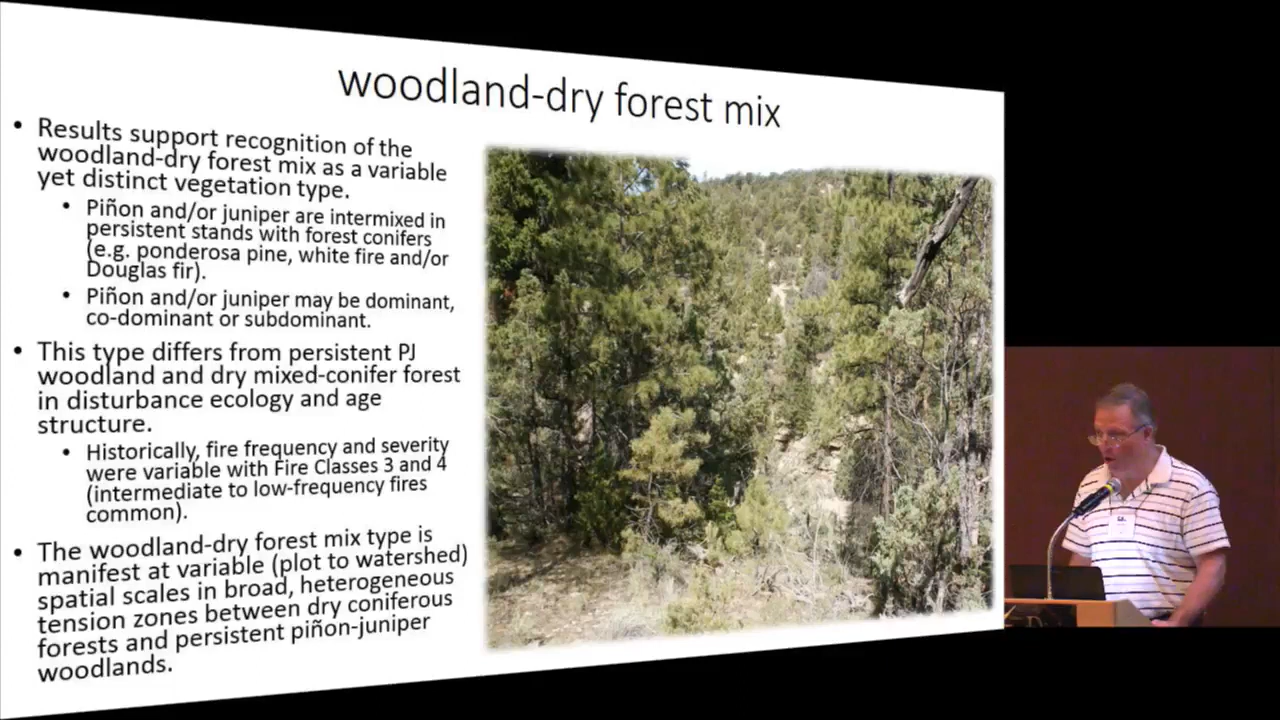 woodland-dry forest mix
• Results support recognition of the
woodland-dry forest mix as a variable
yet distinct vegetation type.
• Piñon and/or juniper are intermixed in
persistent stands with forest conifers
(e.g. ponderosa pine, white fire and/or
Douglas fir).
• Piñon and/or juniper may be dominant,
co-dominant or subdominant.
• This type differs from persistent PJ
woodland and dry mixed-conifer forest
in disturbance ecology and age
structure.
• Historically, fire frequency and severity
were variable with Fire Classes 3 and 4
(intermediate to low-frequency fires
common).
• The woodland-dry forest mix type is
manifest at variable (plot to watershed)
spatial scales in broad, heterogeneous
tension zones between dry coniferous
forests and persistent piñon-juniper
woodlands.